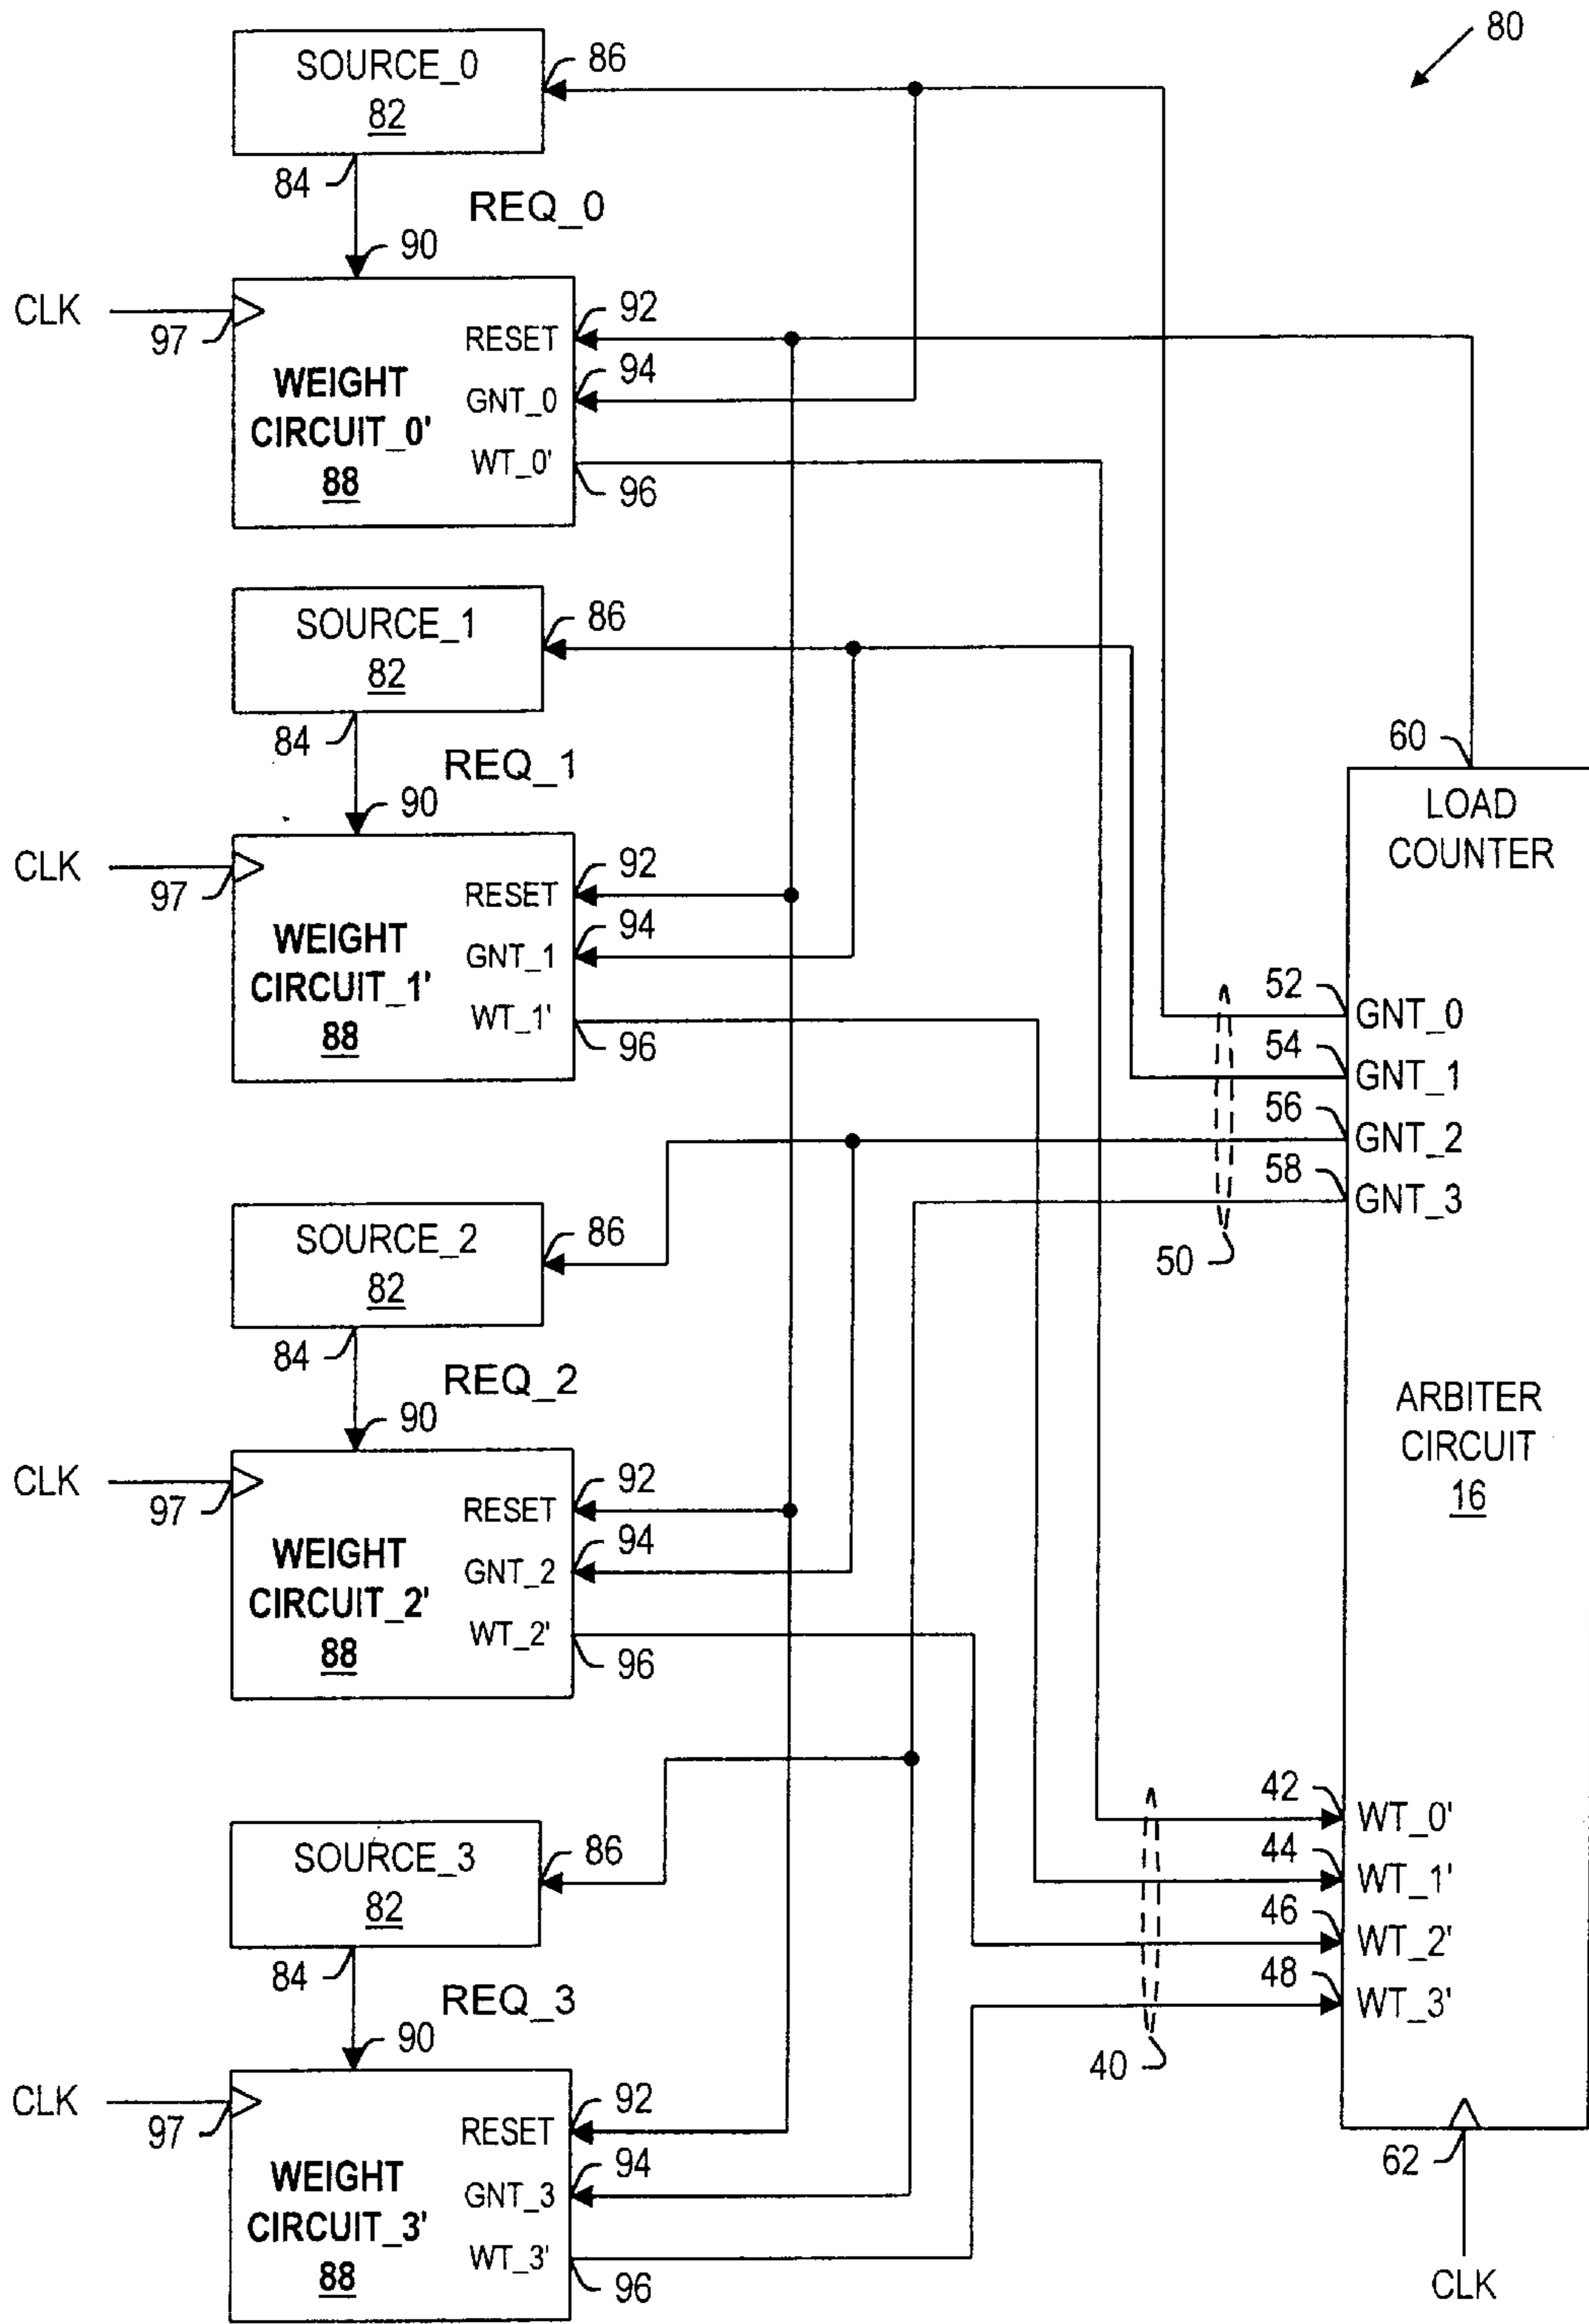 80
SOURCE_0
82
86
84
REQ_0
90
CLK
97
WEIGHT
CIRCUIT_0'
88
RESET
92
GNT_0
94
WT_0'
96
SOURCE_1
82
86
84
REQ_1
90
CLK
97
WEIGHT
CIRCUIT_1'
88
RESET
92
GNT_1
94
WT_1'
96
SOURCE_2
82
86
84
REQ_2
90
CLK
97
WEIGHT
CIRCUIT_2'
88
RESET
92
GNT_2
94
WT_2'
96
SOURCE_3
82
86
84
REQ_3
90
CLK
97
WEIGHT
CIRCUIT_3'
88
RESET
92
GNT_3
94
WT_3'
96
60
LOAD
COUNTER
52
GNT_0
54
GNT_1
56
GNT_2
58
GNT_3
50
ARBITER
CIRCUIT
16
42
WT_0'
44
WT_1'
46
WT_2'
48
WT_3'
40
62
CLK